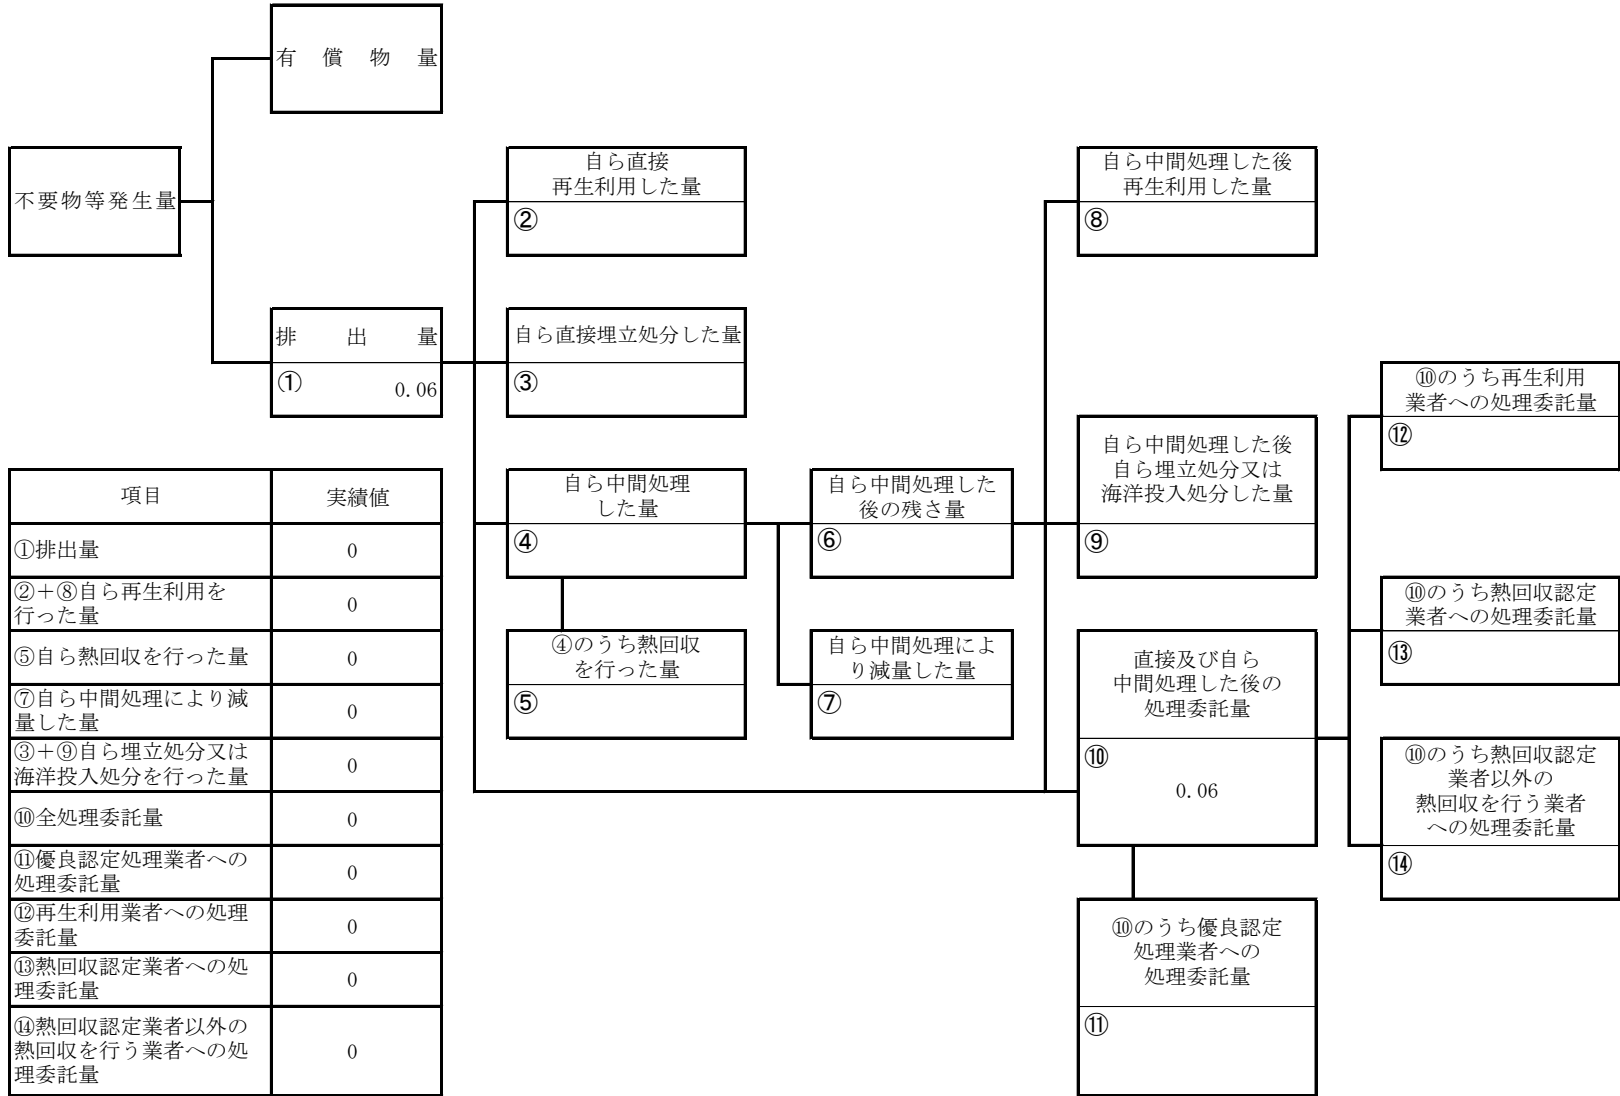 有償物量
不要物等発生量
排出量
①
0.06
自ら直接
再生利用した量
②
自ら直接埋立処分した量
③
自ら中間処理
した量
④
④のうち熱回収
を行った量
⑤
自ら中間処理した
後の残さ量
⑥
自ら中間処理によ
り減量した量
⑦
自ら中間処理した後
再生利用した量
⑧
自ら中間処理した後
自ら埋立処分又は
海洋投入処分した量
⑨
直接及び自ら
中間処理した後の
処理委託量
⑩
0.06
⑩のうち優良認定
処理業者への
処理委託量
⑪
⑩のうち再生利用
業者への処理委託量
⑫
⑩のうち熱回収認定
業者への処理委託量
⑬
⑩のうち熱回収認定
業者以外の
熱回収を行う業者
への処理委託量
⑭
項目 実績値
①排出量 0
②＋⑧自ら再生利用を
行った量 0
⑤自ら熱回収を行った量 0
⑦自ら中間処理により減
量した量 0
③＋⑨自ら埋立処分又は
海洋投入処分を行った量 0
⑩全処理委託量 0
⑪優良認定処理業者への
処理委託量 0
⑫再生利用業者への処理
委託量 0
⑬熱回収認定業者への処
理委託量 0
⑭熱回収認定業者以外の
熱回収を行う業者への処
理委託量 0